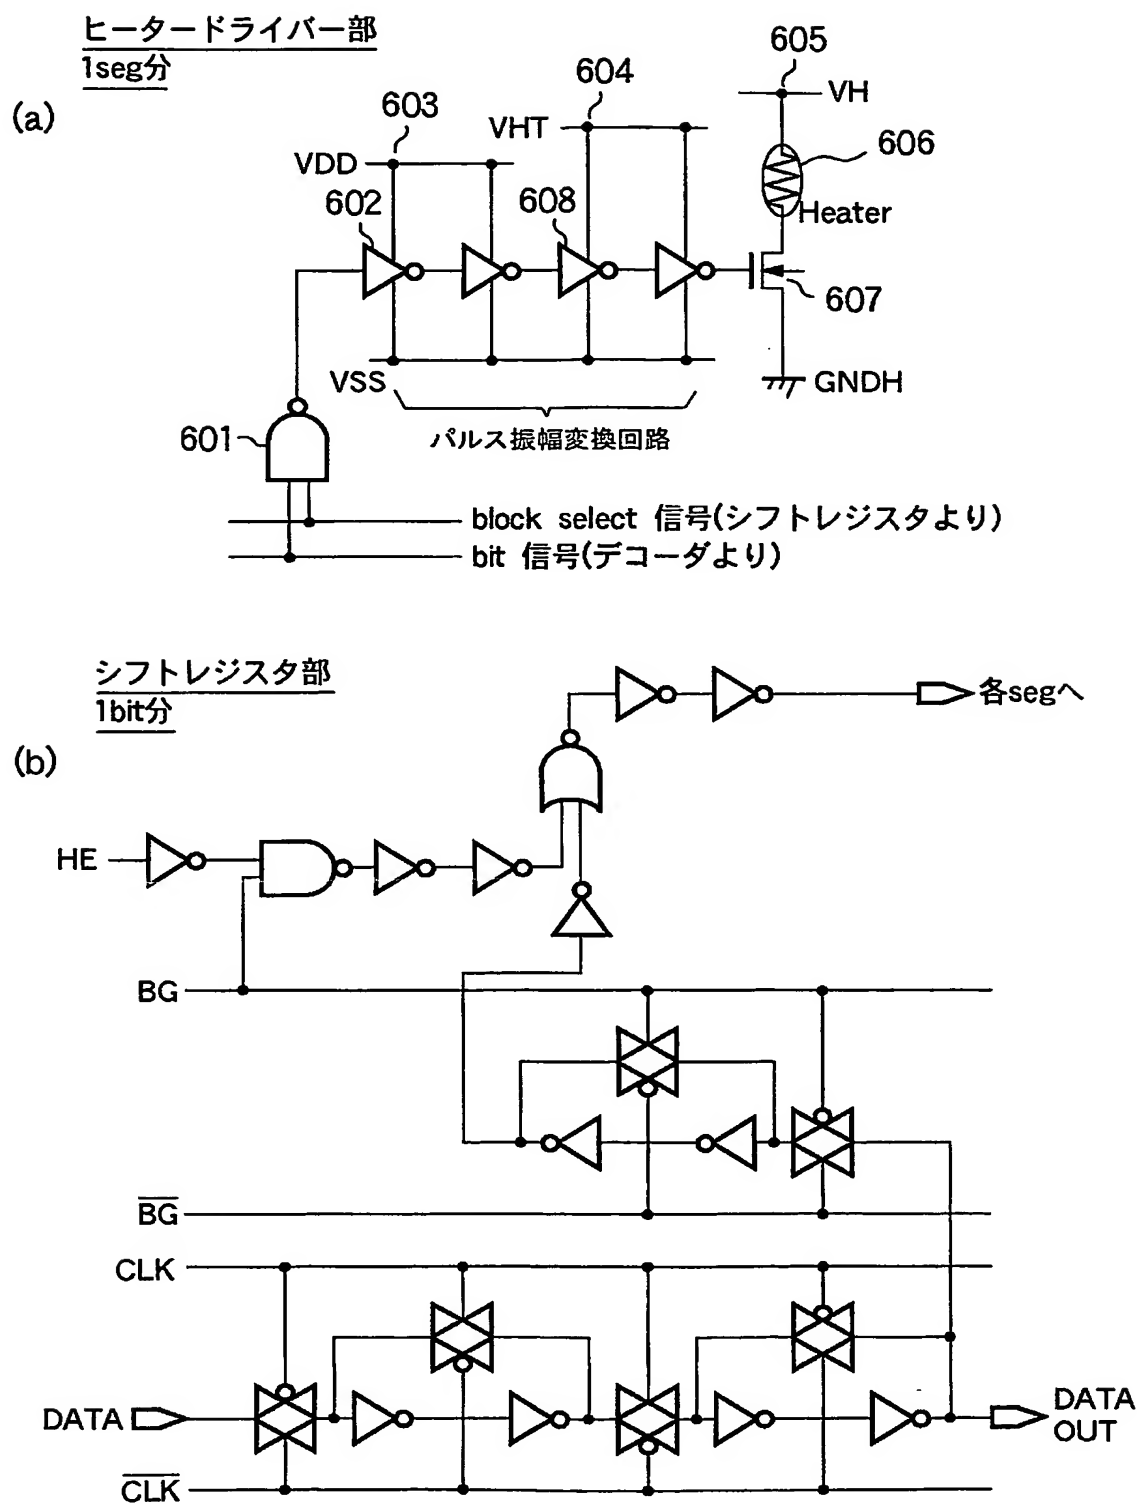 ヒータードライバー部
1seg分
(a)
605
VH
604
603
VHT
606
VDD
602
608
Heater
607
VSS
GNDH
601
パルス振幅変換回路
block select 信号(シフトレジスタより)
bit 信号(デコーダより)
シフトレジスタ部
1bit分
各segへ
(b)
HE
BG
B̅G̅
CLK
DATA
DATA
OUT
C̅L̅K̅